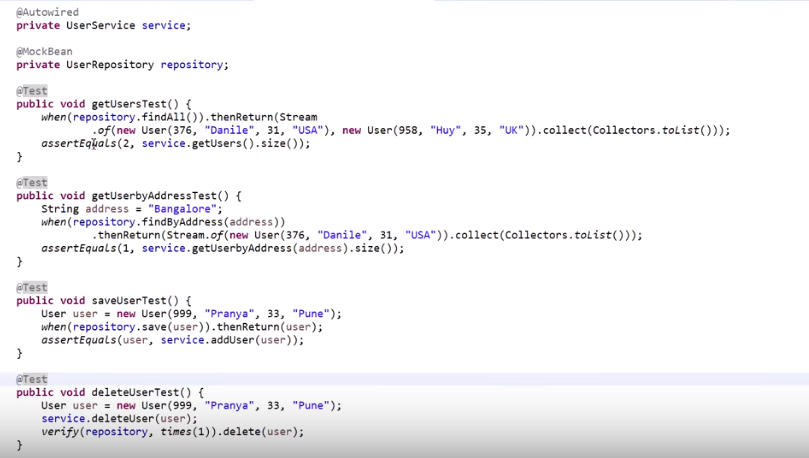 @Autowired
private UserService service;
@MockBean
private UserRepository repository;
@Test
public void getUsersTest() {
when(repository.findAll()).thenReturn(Stream
.of(new User(376, "Danile", 31, "USA"), new User(958, "Huy", 35, "UK")).collect(Collectors.toList()));
assertEquals(2, service.getUsers().size());
}
@Test
public void getUserbyAddressTest() {
String address = "Bangalore";
when(repository.findByAddress(address))
.thenReturn(Stream.of(new User(376, "Danile", 31, "USA")).collect(Collectors.toList()));
assertEquals(1, service.getUserbyAddress(address).size());
}
@Test
public void saveUserTest() {
User user = new User(999, "Pranya", 33, "Pune");
when(repository.save(user)).thenReturn(user);
assertEquals(user, service.addUser(user));
}
@Test
public void deleteUserTest() {
User user = new User(999, "Pranya", 33, "Pune");
service.deleteUser(user);
verify(repository, times(1)).delete(user);
}